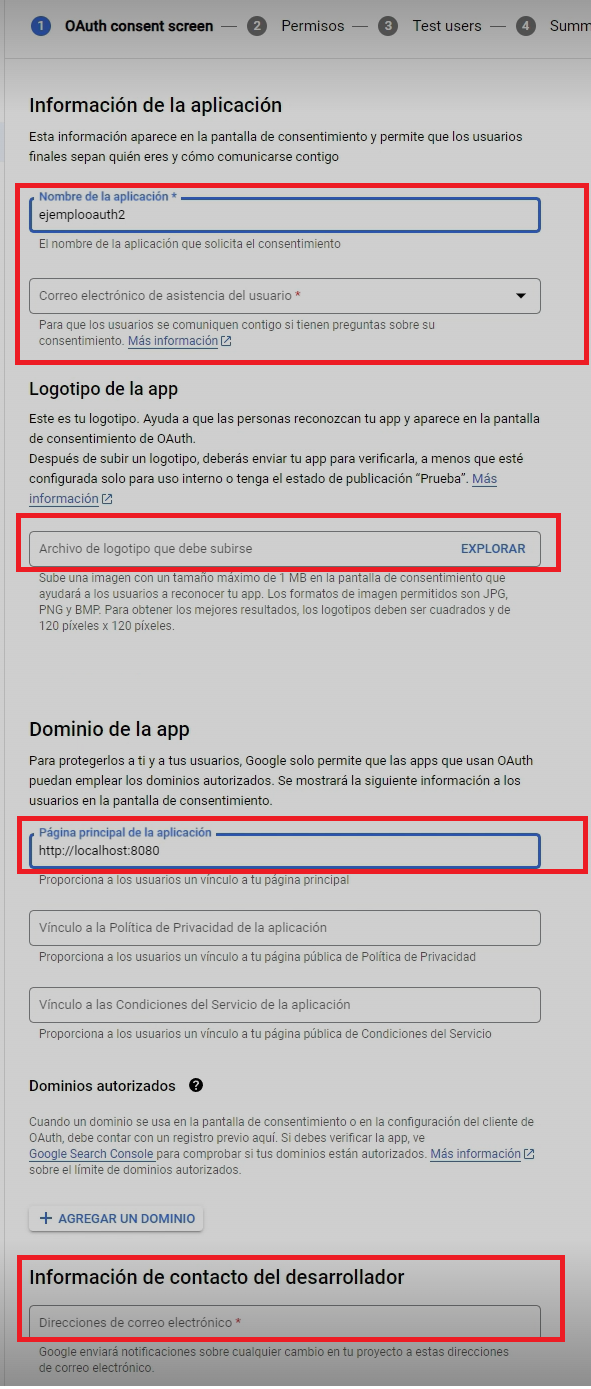 1 OAuth consent screen — 2 Permisos — 3 Test users — 4 Summ
Información de la aplicación
Esta información aparece en la pantalla de consentimiento y permite que los usuarios
finales sepan quién eres y cómo comunicarse contigo
Nombre de la aplicación *
ejemplooauth2
El nombre de la aplicación que solicita el consentimiento
Correo electrónico de asistencia del usuario *
Para que los usuarios se comuniquen contigo si tienen preguntas sobre su
consentimiento. Más información
Logotipo de la app
Este es tu logotipo. Ayuda a que las personas reconozcan tu app y aparece en la pantalla
de consentimiento de OAuth.
Después de subir un logotipo, deberás enviar tu app para verificarla, a menos que esté
configurada solo para uso interno o tenga el estado de publicación “Prueba”. Más
información
Archivo de logotipo que debe subirse EXPLORAR
Sube una imagen con un tamaño máximo de 1 MB en la pantalla de consentimiento que
ayudará a los usuarios a reconocer tu app. Los formatos de imagen permitidos son JPG,
PNG y BMP. Para obtener los mejores resultados, los logotipos deben ser cuadrados y de
120 píxeles x 120 píxeles.
Dominio de la app
Para protegerlos a ti y a tus usuarios, Google solo permite que las apps que usan OAuth
puedan emplear los dominios autorizados. Se mostrará la siguiente información a los
usuarios en la pantalla de consentimiento.
Página principal de la aplicación
http://localhost:8080
Proporciona a los usuarios un vínculo a tu página principal
Vínculo a la Política de Privacidad de la aplicación
Proporciona a los usuarios un vínculo a tu página pública de Política de Privacidad
Vínculo a las Condiciones del Servicio de la aplicación
Proporciona a los usuarios un vínculo a tu página pública de Condiciones del Servicio
Dominios autorizados ?
Cuando un dominio se usa en la pantalla de consentimiento o en la configuración del cliente de
OAuth, debe contar con un registro previo aquí. Si debes verificar la app, ve
Google Search Console para comprobar si tus dominios están autorizados. Más información
sobre el límite de dominios autorizados.
+ AGREGAR UN DOMINIO
Información de contacto del desarrollador
Direcciones de correo electrónico *
Google enviará notificaciones sobre cualquier cambio en tu proyecto a estas direcciones
de correo electrónico.